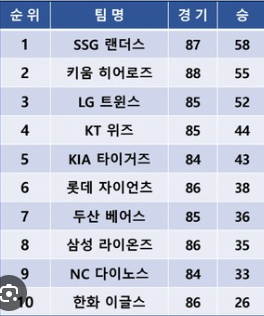 순위 팀명 경기 승
1 SSG 랜더스 87 58
2 키움 히어로즈 88 55
3 LG 트윈스 85 52
4 KT 위즈 85 44
5 KIA 타이거즈 84 43
6 롯데 자이언츠 86 38
7 두산 베어스 85 36
8 삼성 라이온즈 86 35
9 NC 다이노스 84 33
10 한화 이글스 86 26